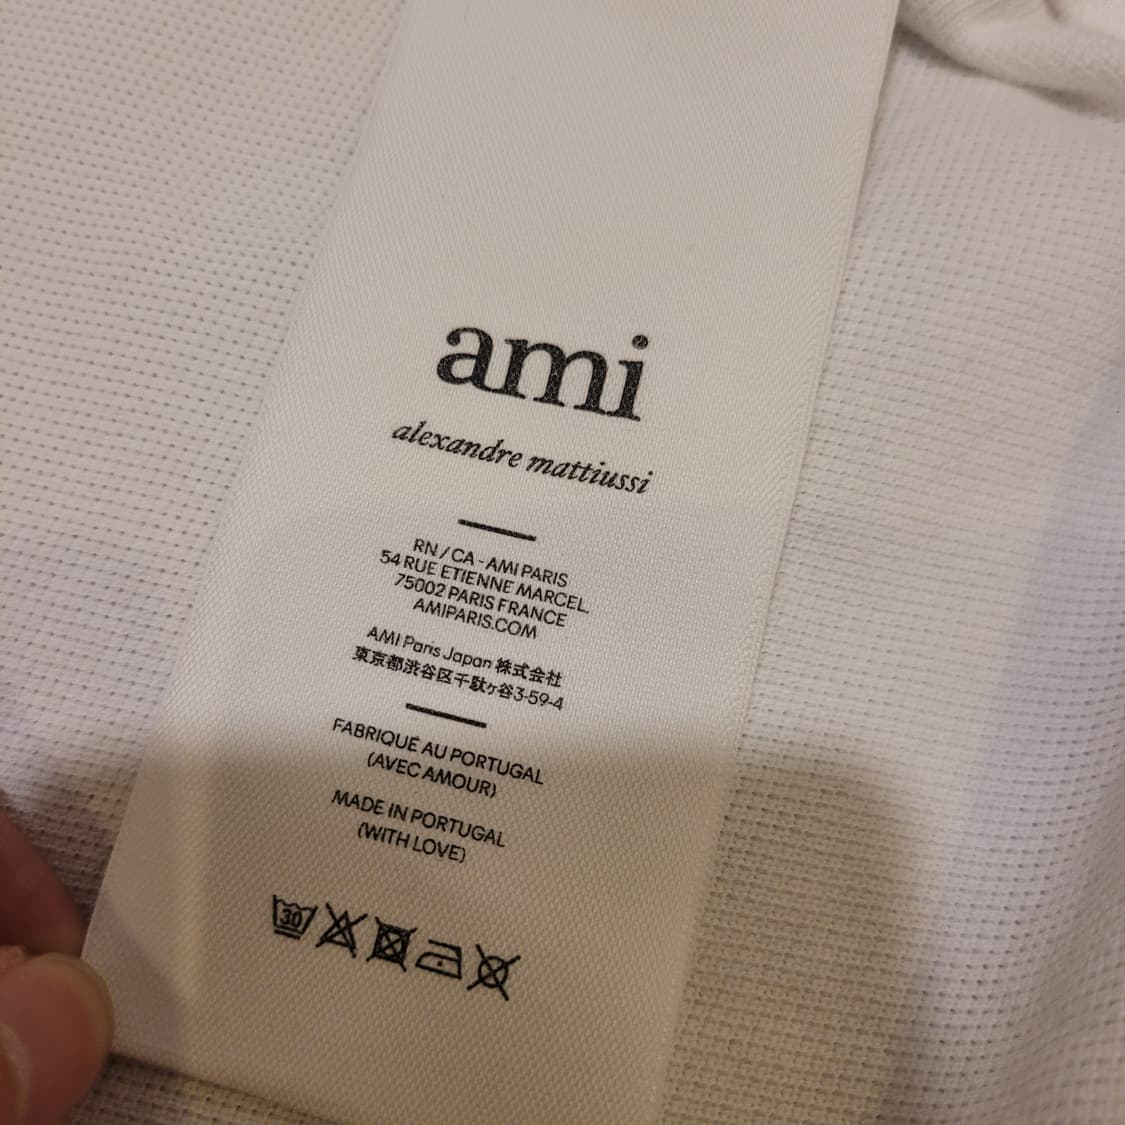 ami
alexandre mattiussi
RN / CA - AMI PARIS
54 RUE ETIENNE MARCEL
75002 PARIS FRANCE
AMIPARIS.COM
AMI Paris Japan 株式会社
東京都渋谷区千駄ヶ谷3-59-4
FABRIQUÉ AU PORTUGAL
(AVEC AMOUR)
MADE IN PORTUGAL
(WITH LOVE)
30